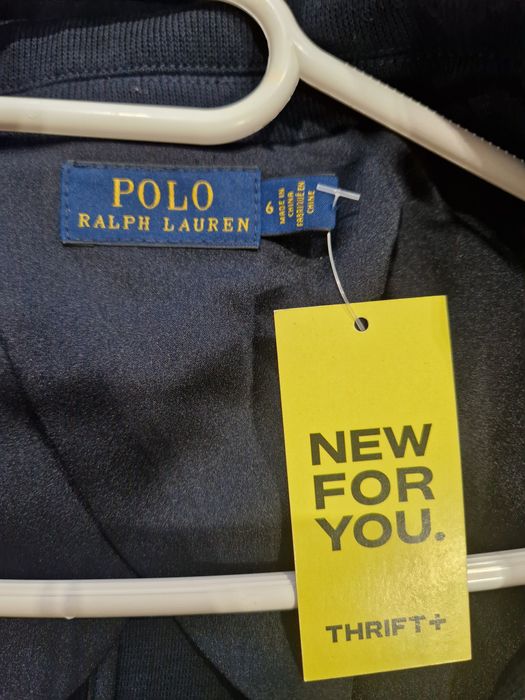 POLO
RALPH LAUREN
6
MADE IN
CHINA
FABRIQUÉ EN
CHINE
NEW
FOR
YOU.
THRIFT+